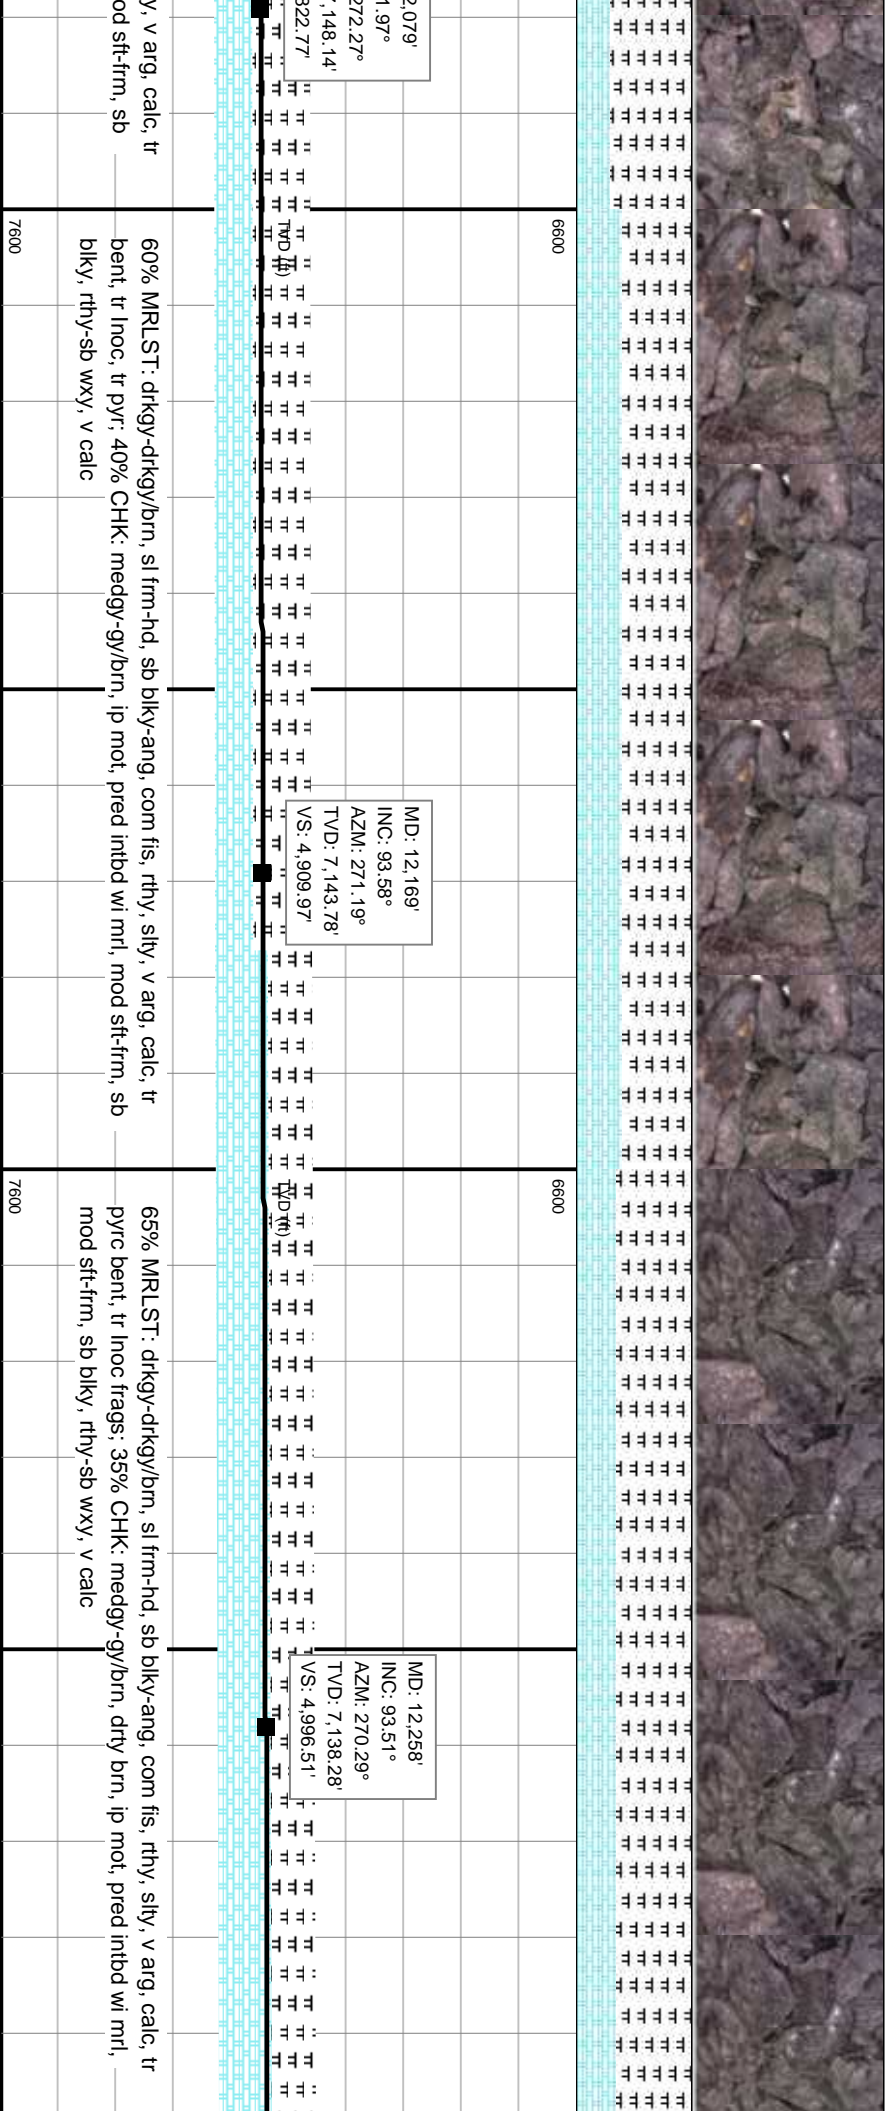 y, v arg, calc, tr
od sft-frm, sb
2,079'
1.97°
272.27°
7,148.14'
822.77'
7600
TVD (ft)
6600
60% MRLST: drkgy-drkgy/brn, sl frm-hd, sb blky-ang, com fis, rthy, slty, v arg, calc, tr
bent, tr Inoc, tr pyr; 40% CHK: medgy-gy/brn, ip mot, pred intbd wi mrl, mod sft-frm, sb
blky, rthy-sb wxy, v calc
MD: 12,169'
INC: 93.58°
AZM: 271.19°
TVD: 7,143.78'
VS: 4,909.97'
7600
TVD (ft)
6600
65% MRLST: drkgy-drkgy/brn, sl frm-hd, sb blky-ang, com fis, rthy, slty, v arg, calc, tr
pyrc bent, tr Inoc frags; 35% CHK: medgy-gy/brn, drty brn, ip mot, pred intbd wi mrl,
mod sft-frm, sb blky, rthy-sb wxy, v calc
MD: 12,258'
INC: 93.51°
AZM: 270.29°
TVD: 7,138.28'
VS: 4,996.51'